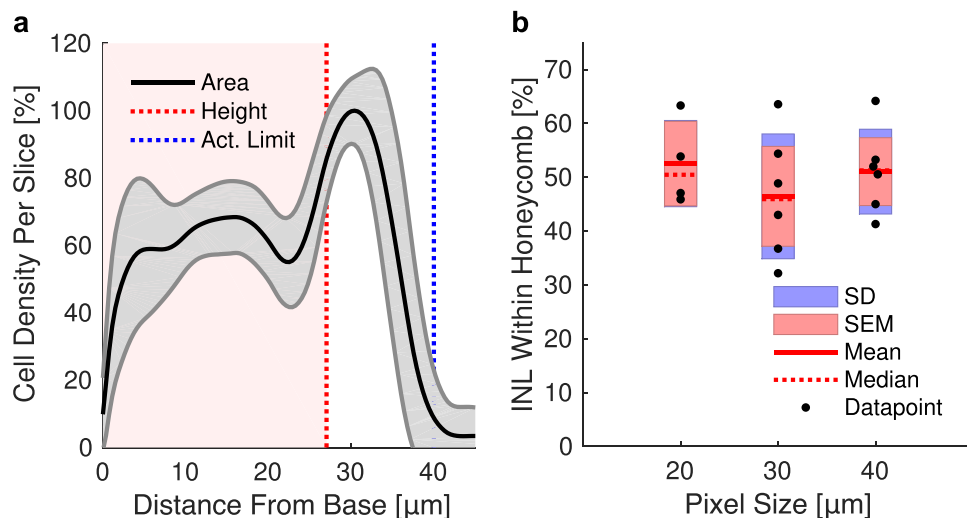 a
120
100
80
60
40
20
0
Cell Density Per Slice [%]
Area
Height
Act. Limit
0 10 20 30 40
Distance From Base [µm]
b
70
60
50
40
30
20
10
0
INL Within Honeycomb [%]
SD
SEM
Mean
Median
Datapoint
20 30 40
Pixel Size [µm]